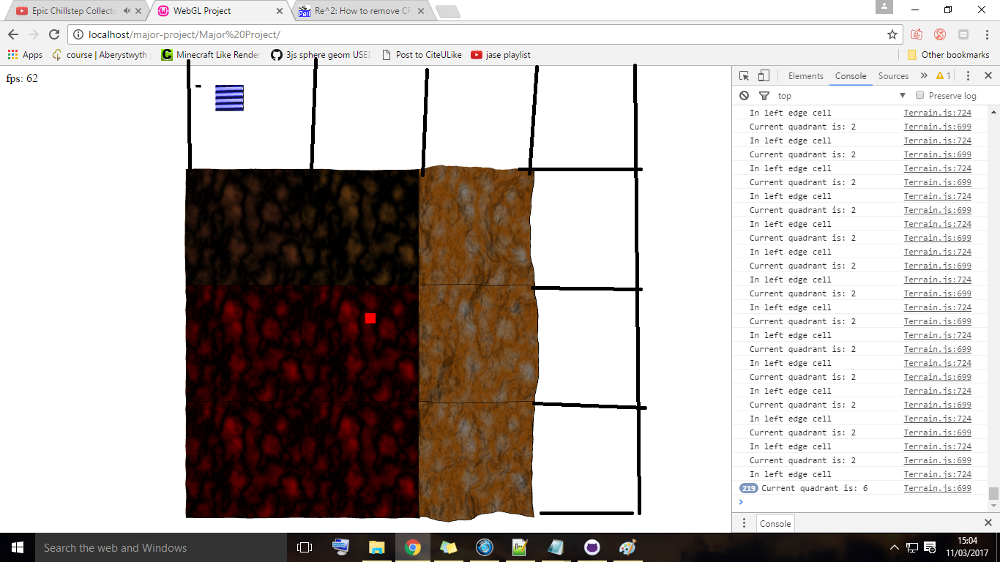 Epic Chillstep Collecti
WebGL Project
Re^2: How to remove CR
localhost/major-project/Major%20Project/
Apps
course | Aberystwyth
Minecraft Like Render
3js sphere geom USE
Post to CiteULike
jase playlist
Other bookmarks
fps: 62
Elements Console Sources » 1
top Preserve log
In left edge cell Terrain.js:724
Current quadrant is: 2 Terrain.js:699
In left edge cell Terrain.js:724
Current quadrant is: 2 Terrain.js:699
In left edge cell Terrain.js:724
Current quadrant is: 2 Terrain.js:699
In left edge cell Terrain.js:724
Current quadrant is: 2 Terrain.js:699
In left edge cell Terrain.js:724
Current quadrant is: 2 Terrain.js:699
In left edge cell Terrain.js:724
Current quadrant is: 2 Terrain.js:699
In left edge cell Terrain.js:724
Current quadrant is: 2 Terrain.js:699
In left edge cell Terrain.js:724
Current quadrant is: 2 Terrain.js:699
In left edge cell Terrain.js:724
Current quadrant is: 2 Terrain.js:699
In left edge cell Terrain.js:724
Current quadrant is: 2 Terrain.js:699
In left edge cell Terrain.js:724
Current quadrant is: 2 Terrain.js:699
In left edge cell Terrain.js:724
Current quadrant is: 2 Terrain.js:699
In left edge cell Terrain.js:724
Current quadrant is: 2 Terrain.js:699
In left edge cell Terrain.js:724
219 Current quadrant is: 6 Terrain.js:699
Console
Search the web and Windows
15:04
11/03/2017